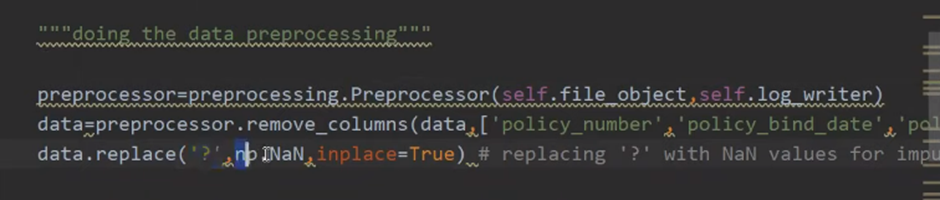 """doing the data preprocessing"""
preprocessor=preprocessing.Preprocessor(self.file_object,self.log_writer)
data=preprocessor.remove_columns(data,['policy_number','policy_bind_date','pol
data.replace('?',np.NaN,inplace=True) # replacing '?' with NaN values for impu